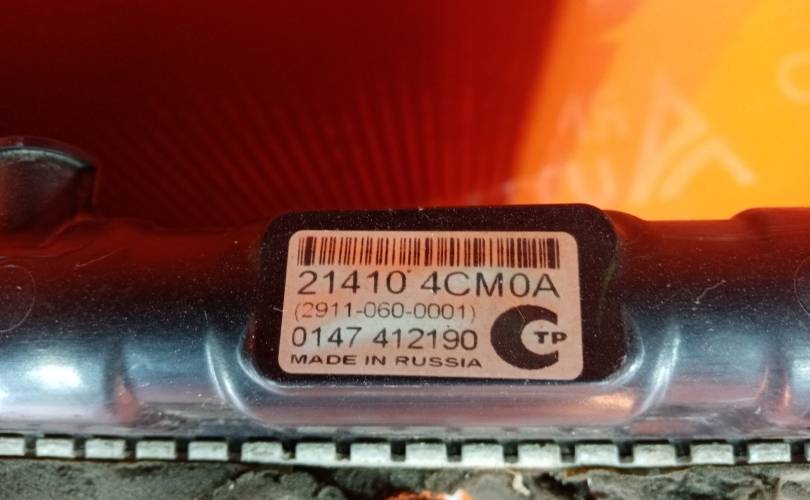 21410 4CM0A
(2911-060-0001)
0147 412190
TP
MADE IN RUSSIA